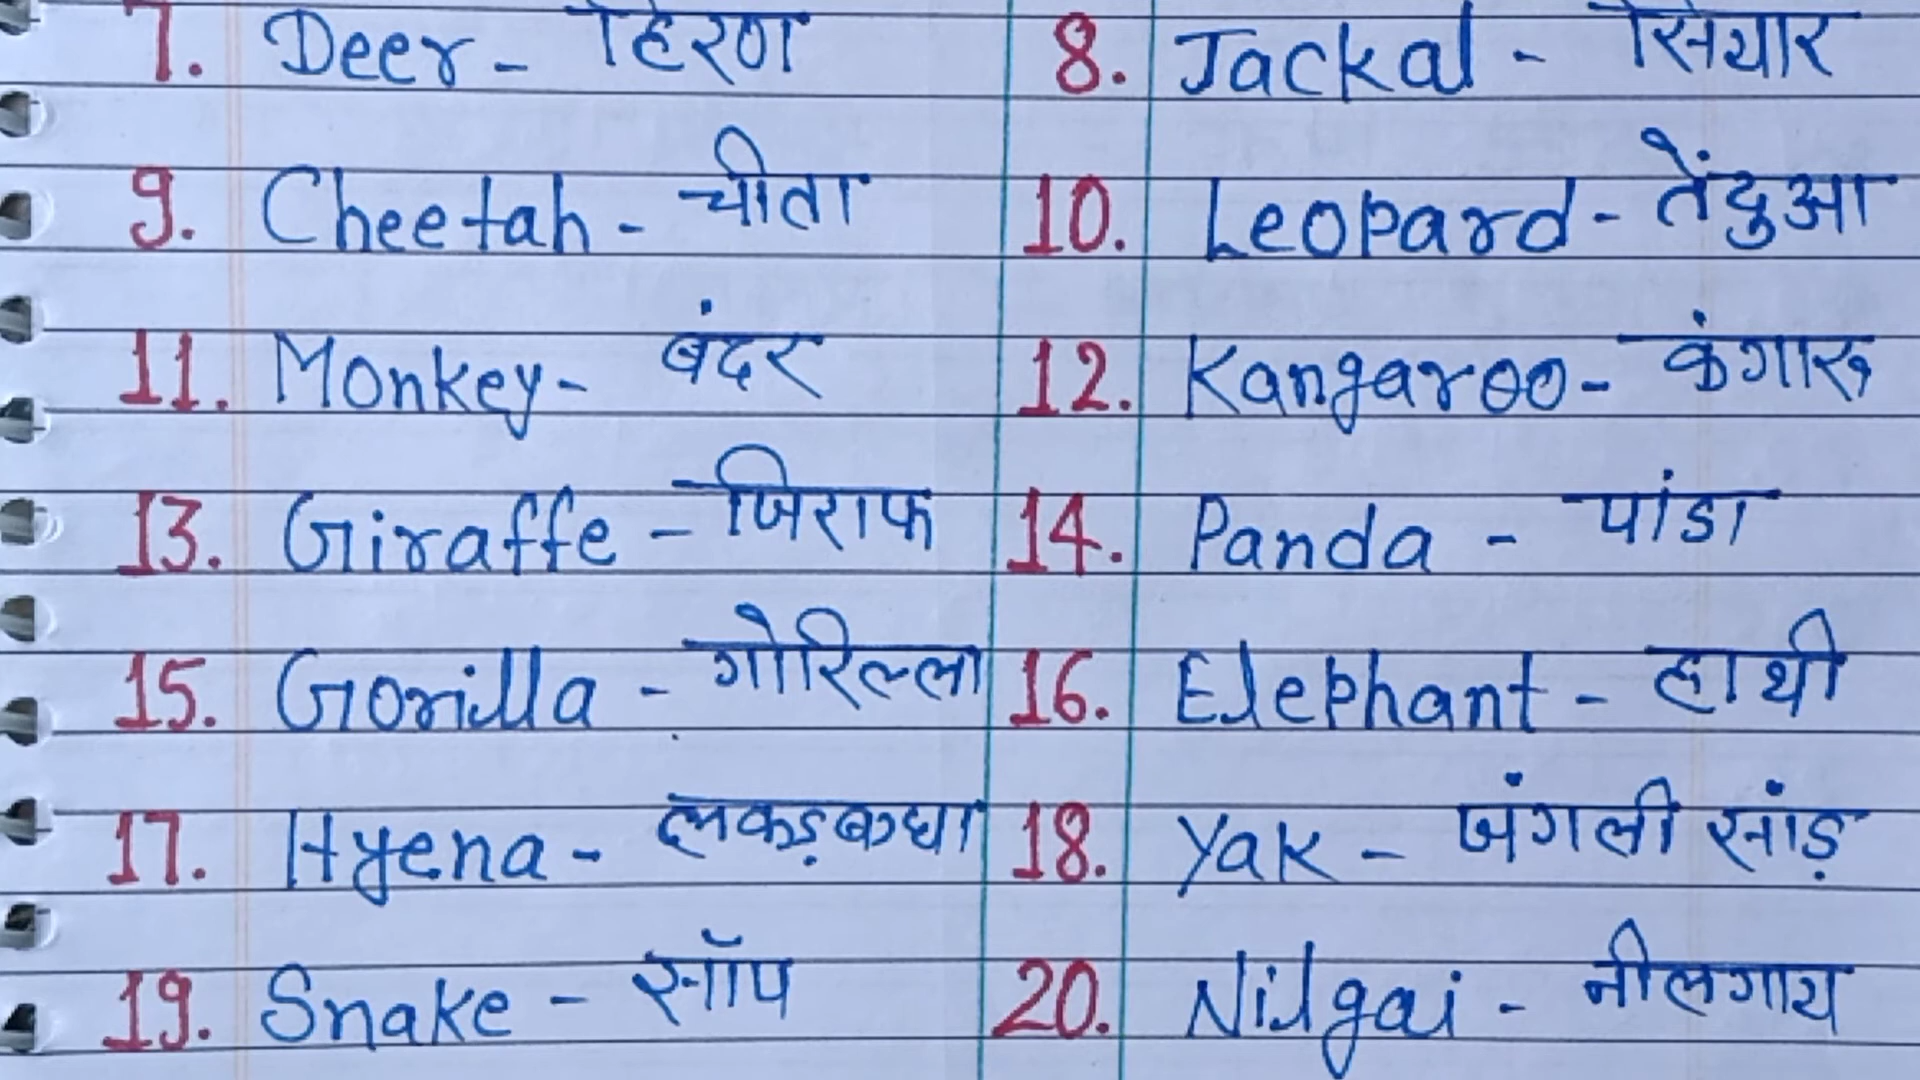 7. Deer - हिरण 8. Jackal - सियार
9. Cheetah - चीता 10. Leopard - तेंदुआ
11. Monkey - बंदर 12. Kangaroo - कंगारू
13. Giraffe - जिराफ 14. Panda - पांडा
15. Gorilla - गोरिल्ला 16. Elephant - हाथी
17. Hyena - लकड़बग्घा 18. Yak - जंगली सांड़
19. Snake - सॉप 20. Nilgai - नीलगाय